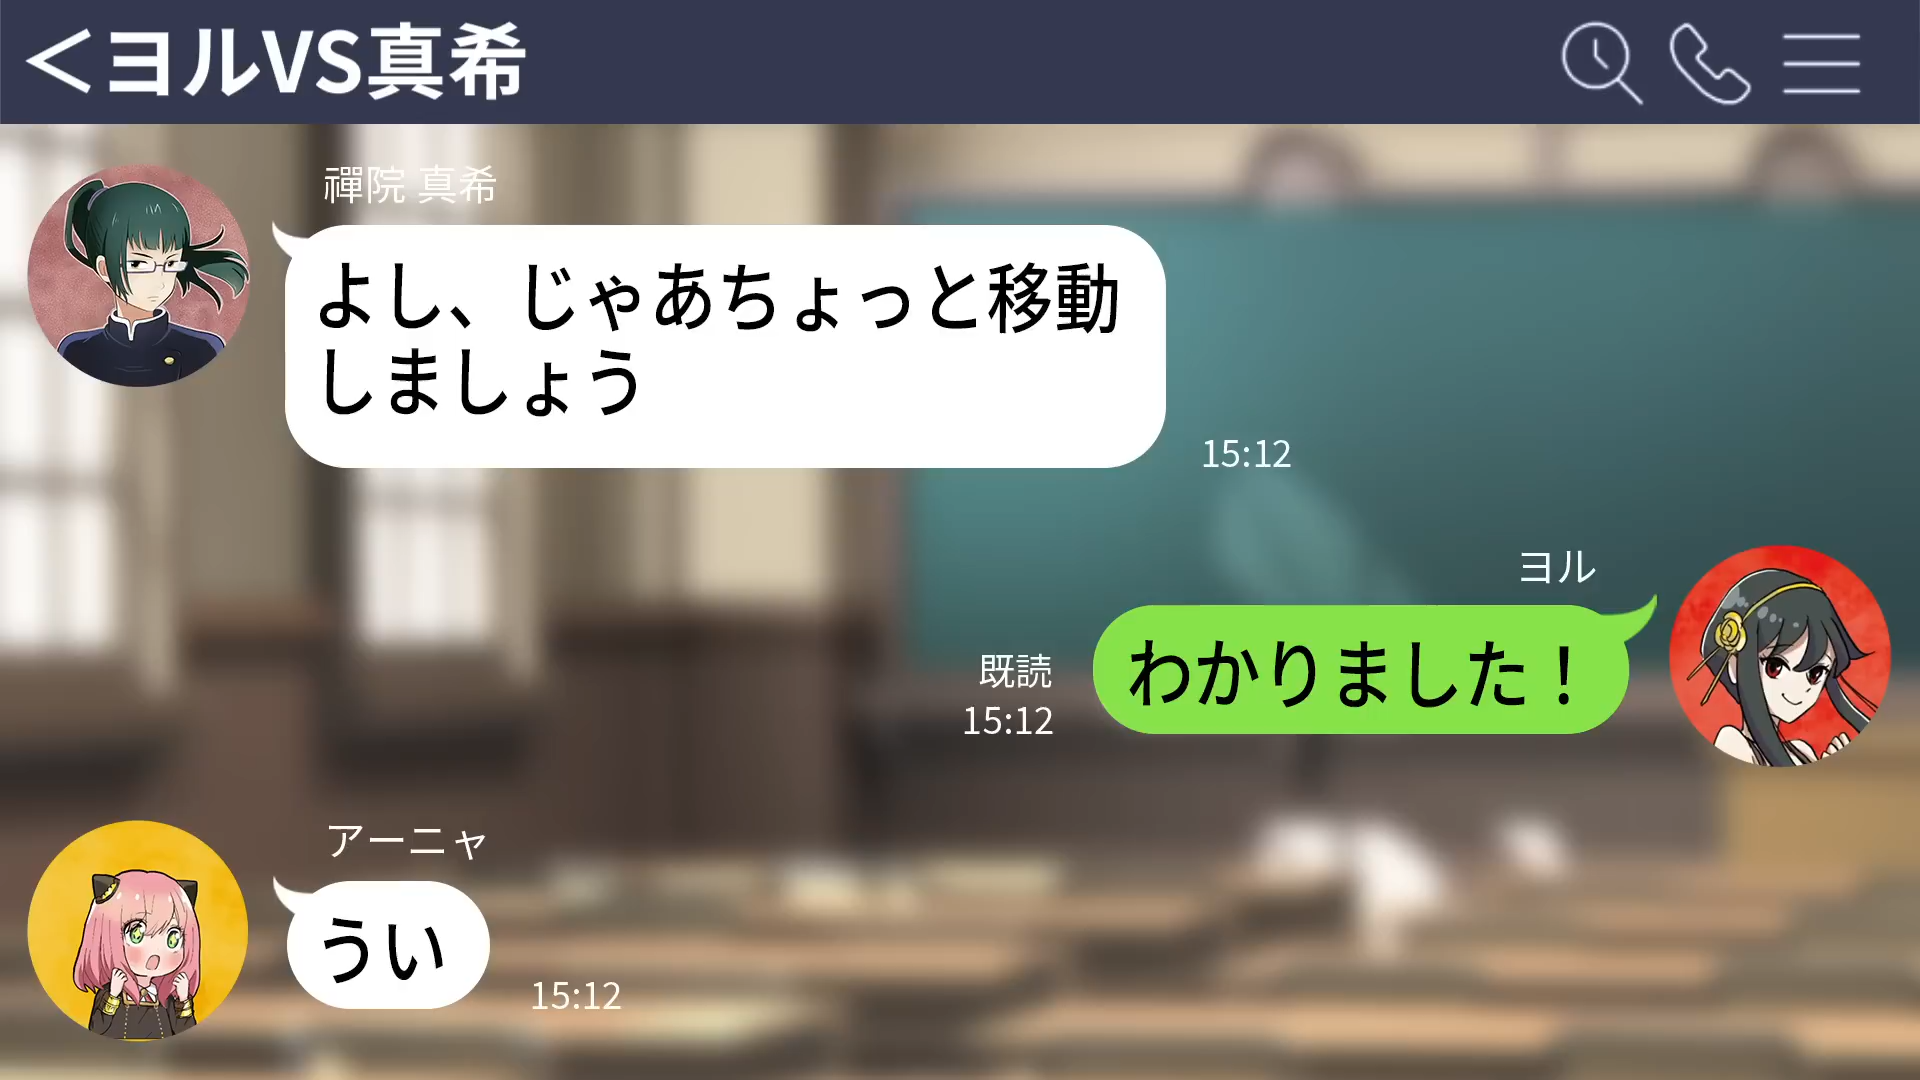 ＜ヨルVS真希
禪院 真希
よし、じゃあちょっと移動
しましょう
15:12
ヨル
わかりました！
既読
15:12
アーニャ
うい
15:12